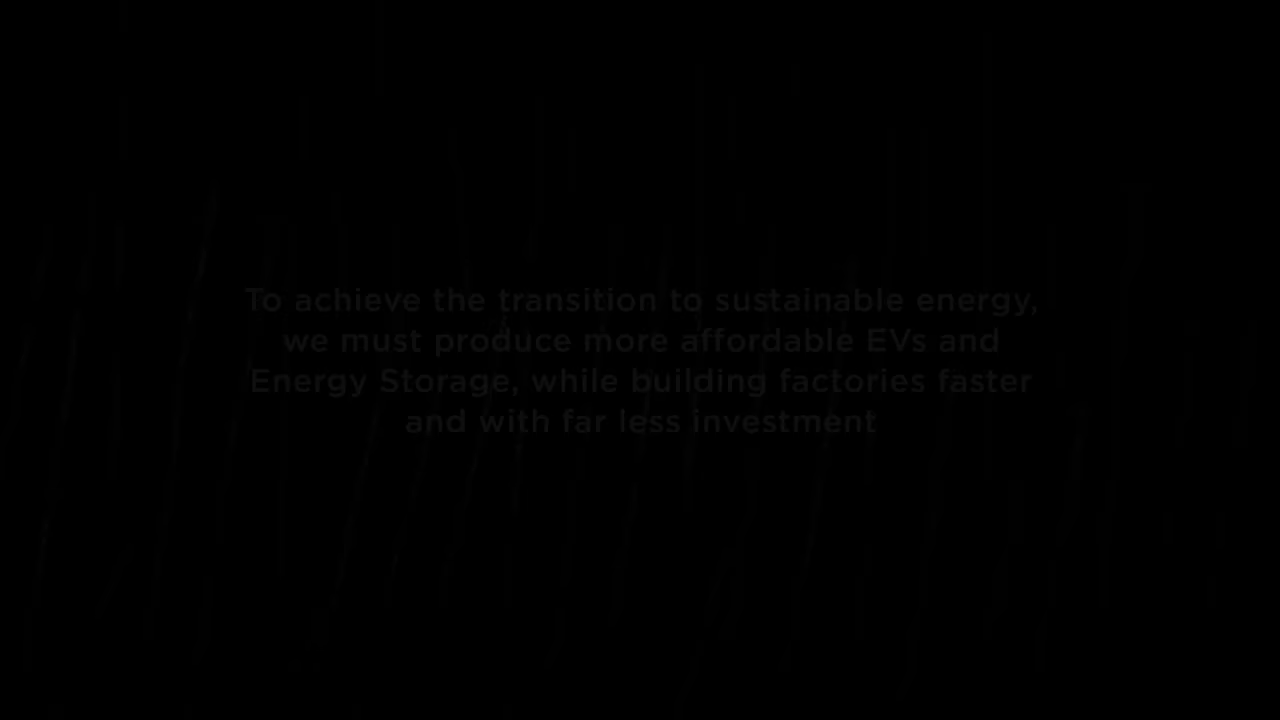 To achieve the transition to sustainable energy,
we must produce more affordable EVs and
Energy Storage, while building factories faster
and with far less investment